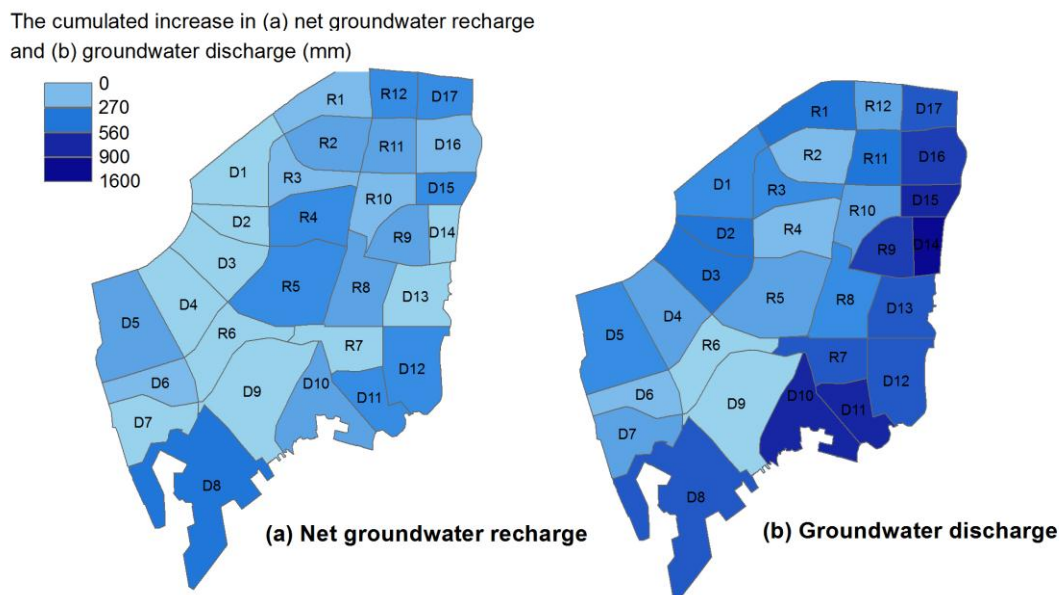 The cumulated increase in (a) net groundwater recharge
and (b) groundwater discharge (mm)
0
270
560
900
1600
R1
R12
D17
R2
R11
D16
D1
R3
R10
D15
D2
R4
R9
D14
D3
R5
R8
D13
D4
D5
R6
R7
D12
D6
D9
D10
D11
D7
D8
(a) Net groundwater recharge
R1
R12
D17
R2
R11
D16
D1
R3
R10
D15
D2
R4
R9
D14
D3
R5
R8
D13
D4
D5
R6
R7
D12
D6
D9
D10
D11
D7
D8
(b) Groundwater discharge